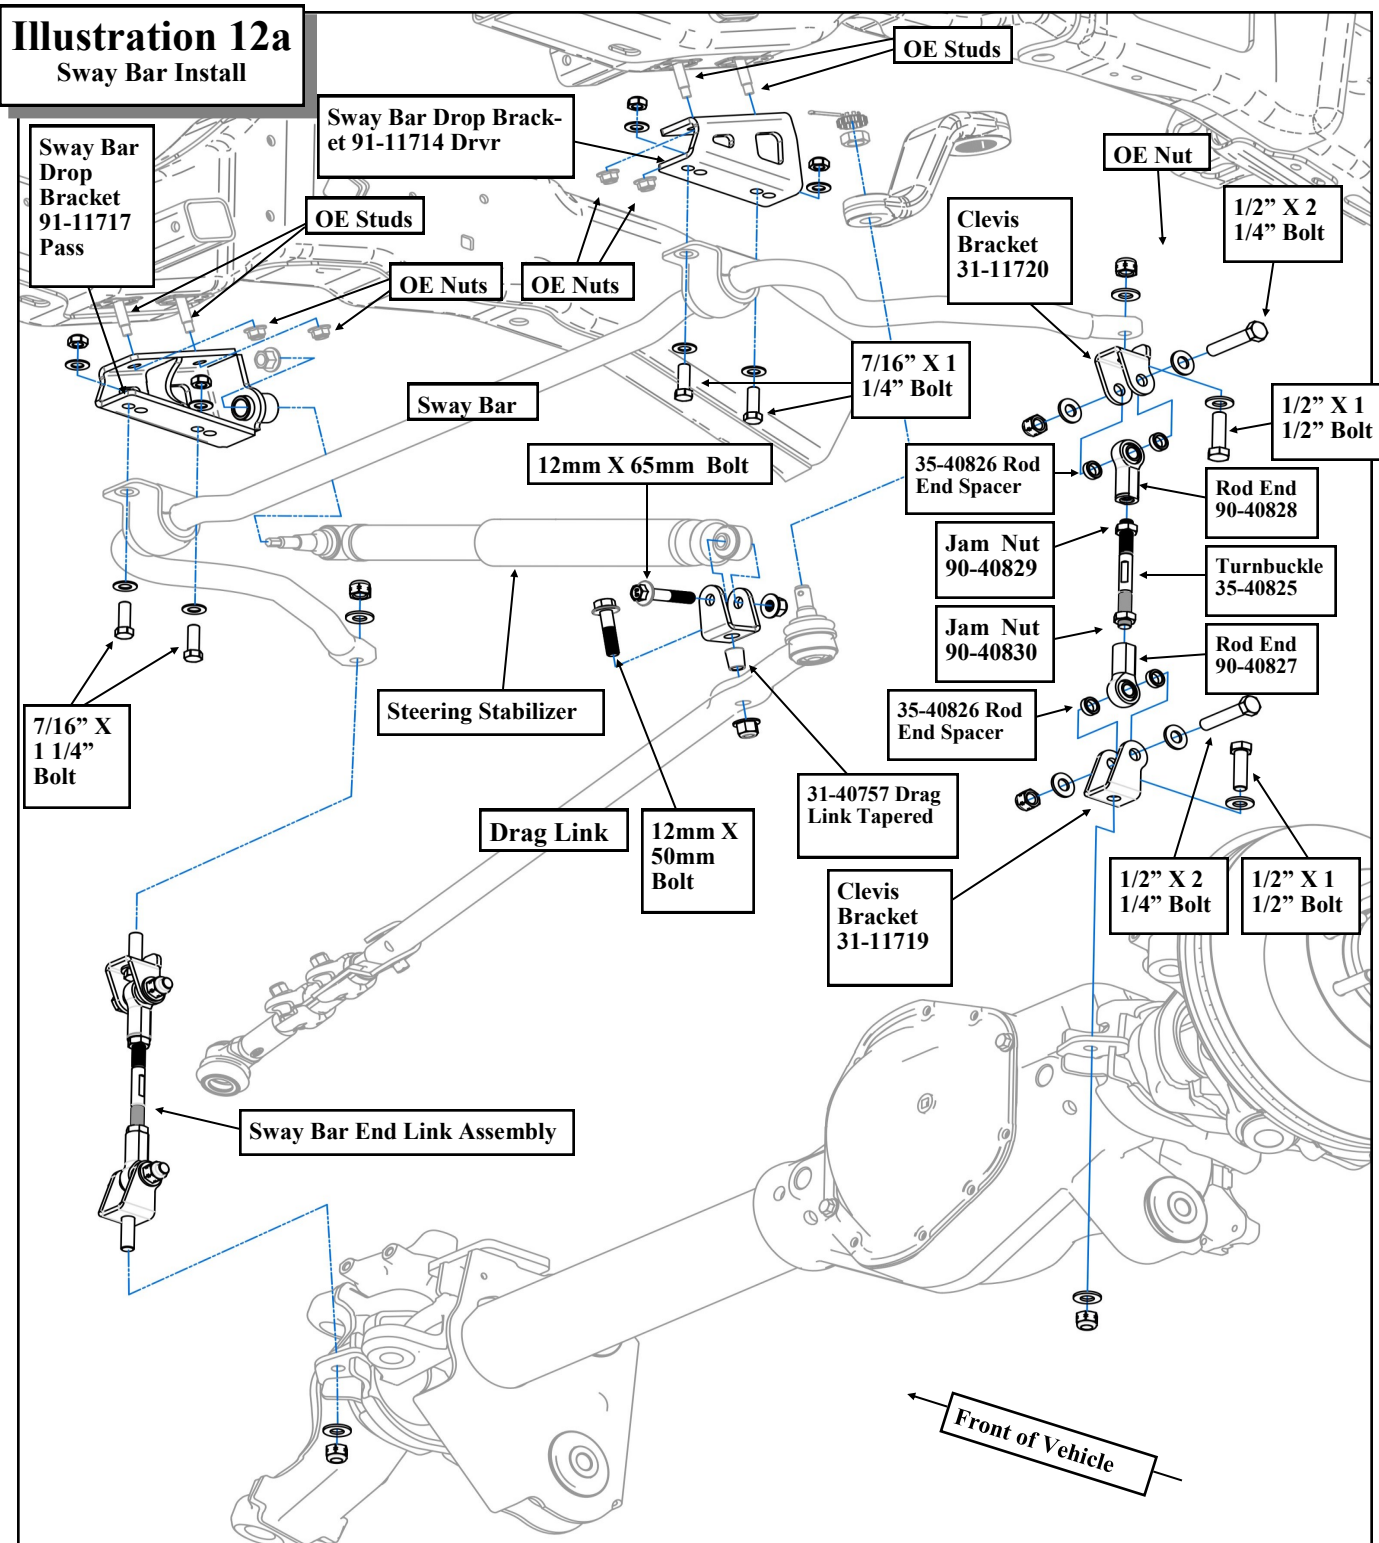 Illustration 12a
Sway Bar Install
OE Studs
Sway Bar Drop Brack-
et 91-11714 Drvr
Sway Bar
Drop
Bracket
91-11717
Pass
OE Studs
OE Nuts
OE Nuts
OE Nut
Clevis
Bracket
31-11720
1/2” X 2
1/4” Bolt
7/16” X 1
1/4” Bolt
Sway Bar
1/2” X 1
1/2” Bolt
12mm X 65mm Bolt
35-40826 Rod
End Spacer
Rod End
90-40828
Jam Nut
90-40829
Turnbuckle
35-40825
Jam Nut
90-40830
Rod End
90-40827
Steering Stabilizer
35-40826 Rod
End Spacer
7/16” X
1 1/4”
Bolt
31-40757 Drag
Link Tapered
Drag Link
12mm X
50mm
Bolt
Clevis
Bracket
31-11719
1/2” X 2
1/4” Bolt
1/2” X 1
1/2” Bolt
Sway Bar End Link Assembly
Front of Vehicle